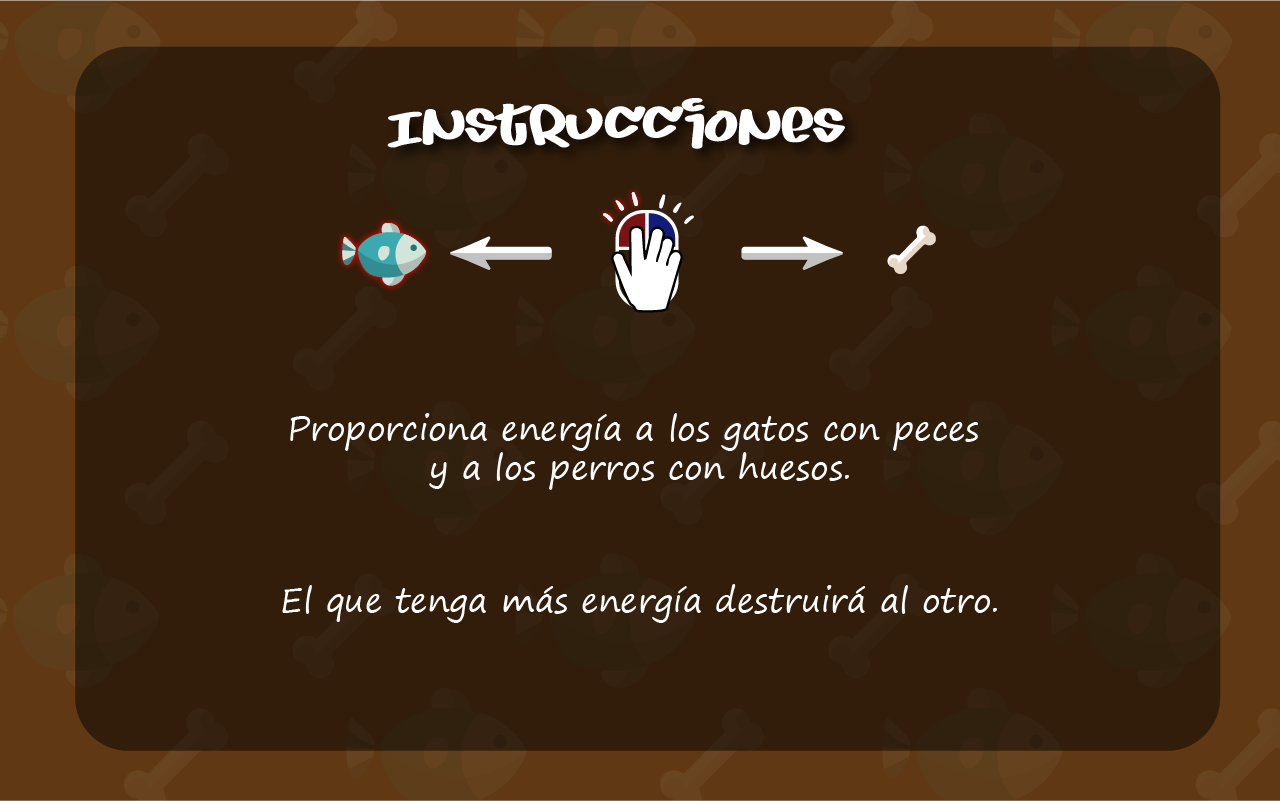 Instrucciones
Proporciona energía a los gatos con peces
y a los perros con huesos.
El que tenga más energía destruirá al otro.